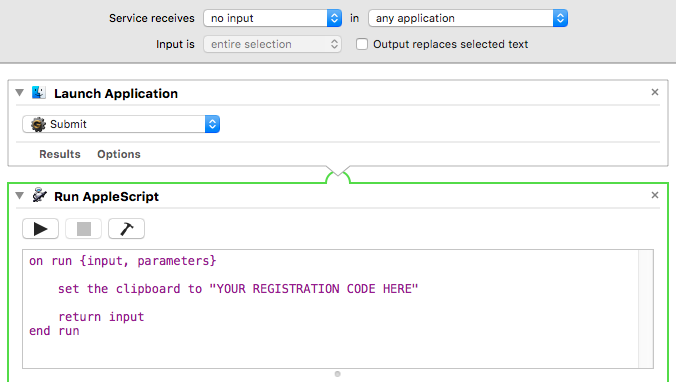 Service receives no input in any application
Input is entire selection Output replaces selected text
Launch Application
Submit
Results Options
Run AppleScript
on run {input, parameters}
set the clipboard to "YOUR REGISTRATION CODE HERE"
return input
end run